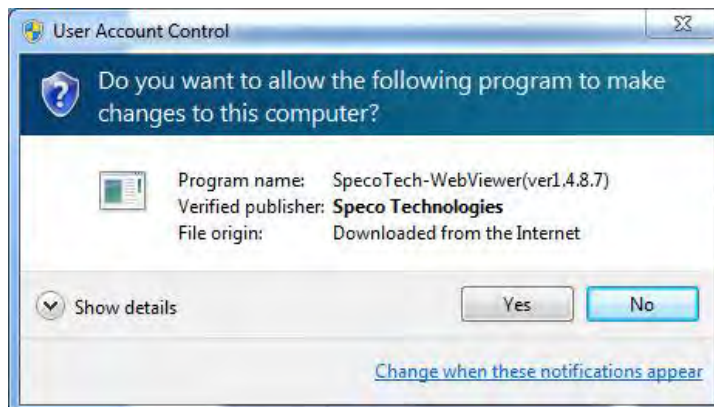 User Account Control
Do you want to allow the following program to make
changes to this computer?
Program name: SpecoTech-WebViewer(ver1.4.8.7)
Verified publisher: Speco Technologies
File origin: Downloaded from the Internet
Show details
Yes
No
Change when these notifications appear